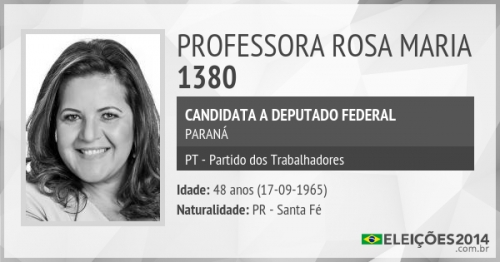 PROFESSORA ROSA MARIA
1380
CANDIDATA A DEPUTADO FEDERAL
PARANÁ
PT - Partido dos Trabalhadores
Idade: 48 anos (17-09-1965)
Naturalidade: PR - Santa Fé
ELEIÇÕES2014
.com.br